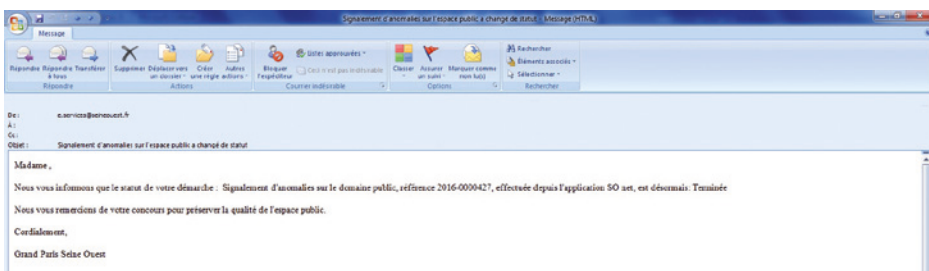 Signalement d'anomalies sur l'espace public a changé de statut - Message (HTML)
Message
Répondre Répondre à tous Transférer
Supprimer Déplacer vers un dossier Créer une règle Autres actions
Bloquer l'expéditeur
Listes approuvées
Ceci n'est pas indésirable
Classer Assurer un suivi Marquer comme non lu(s)
Rechercher
Éléments associés
Sélectionner
Répondre Actions Courrier indésirable Options Rechercher
De : e.services@seineouest.fr
À :
Cc :
Objet : Signalement d'anomalies sur l'espace public a changé de statut
Madame ,
Nous vous informons que le statut de votre démarche : Signalement d'anomalies sur le domaine public, référence 2016-0000427, effectuée depuis l'application SO net, est désormais: Terminée
Nous vous remercions de votre concours pour préserver la qualité de l'espace public.
Cordialement,
Grand Paris Seine Ouest